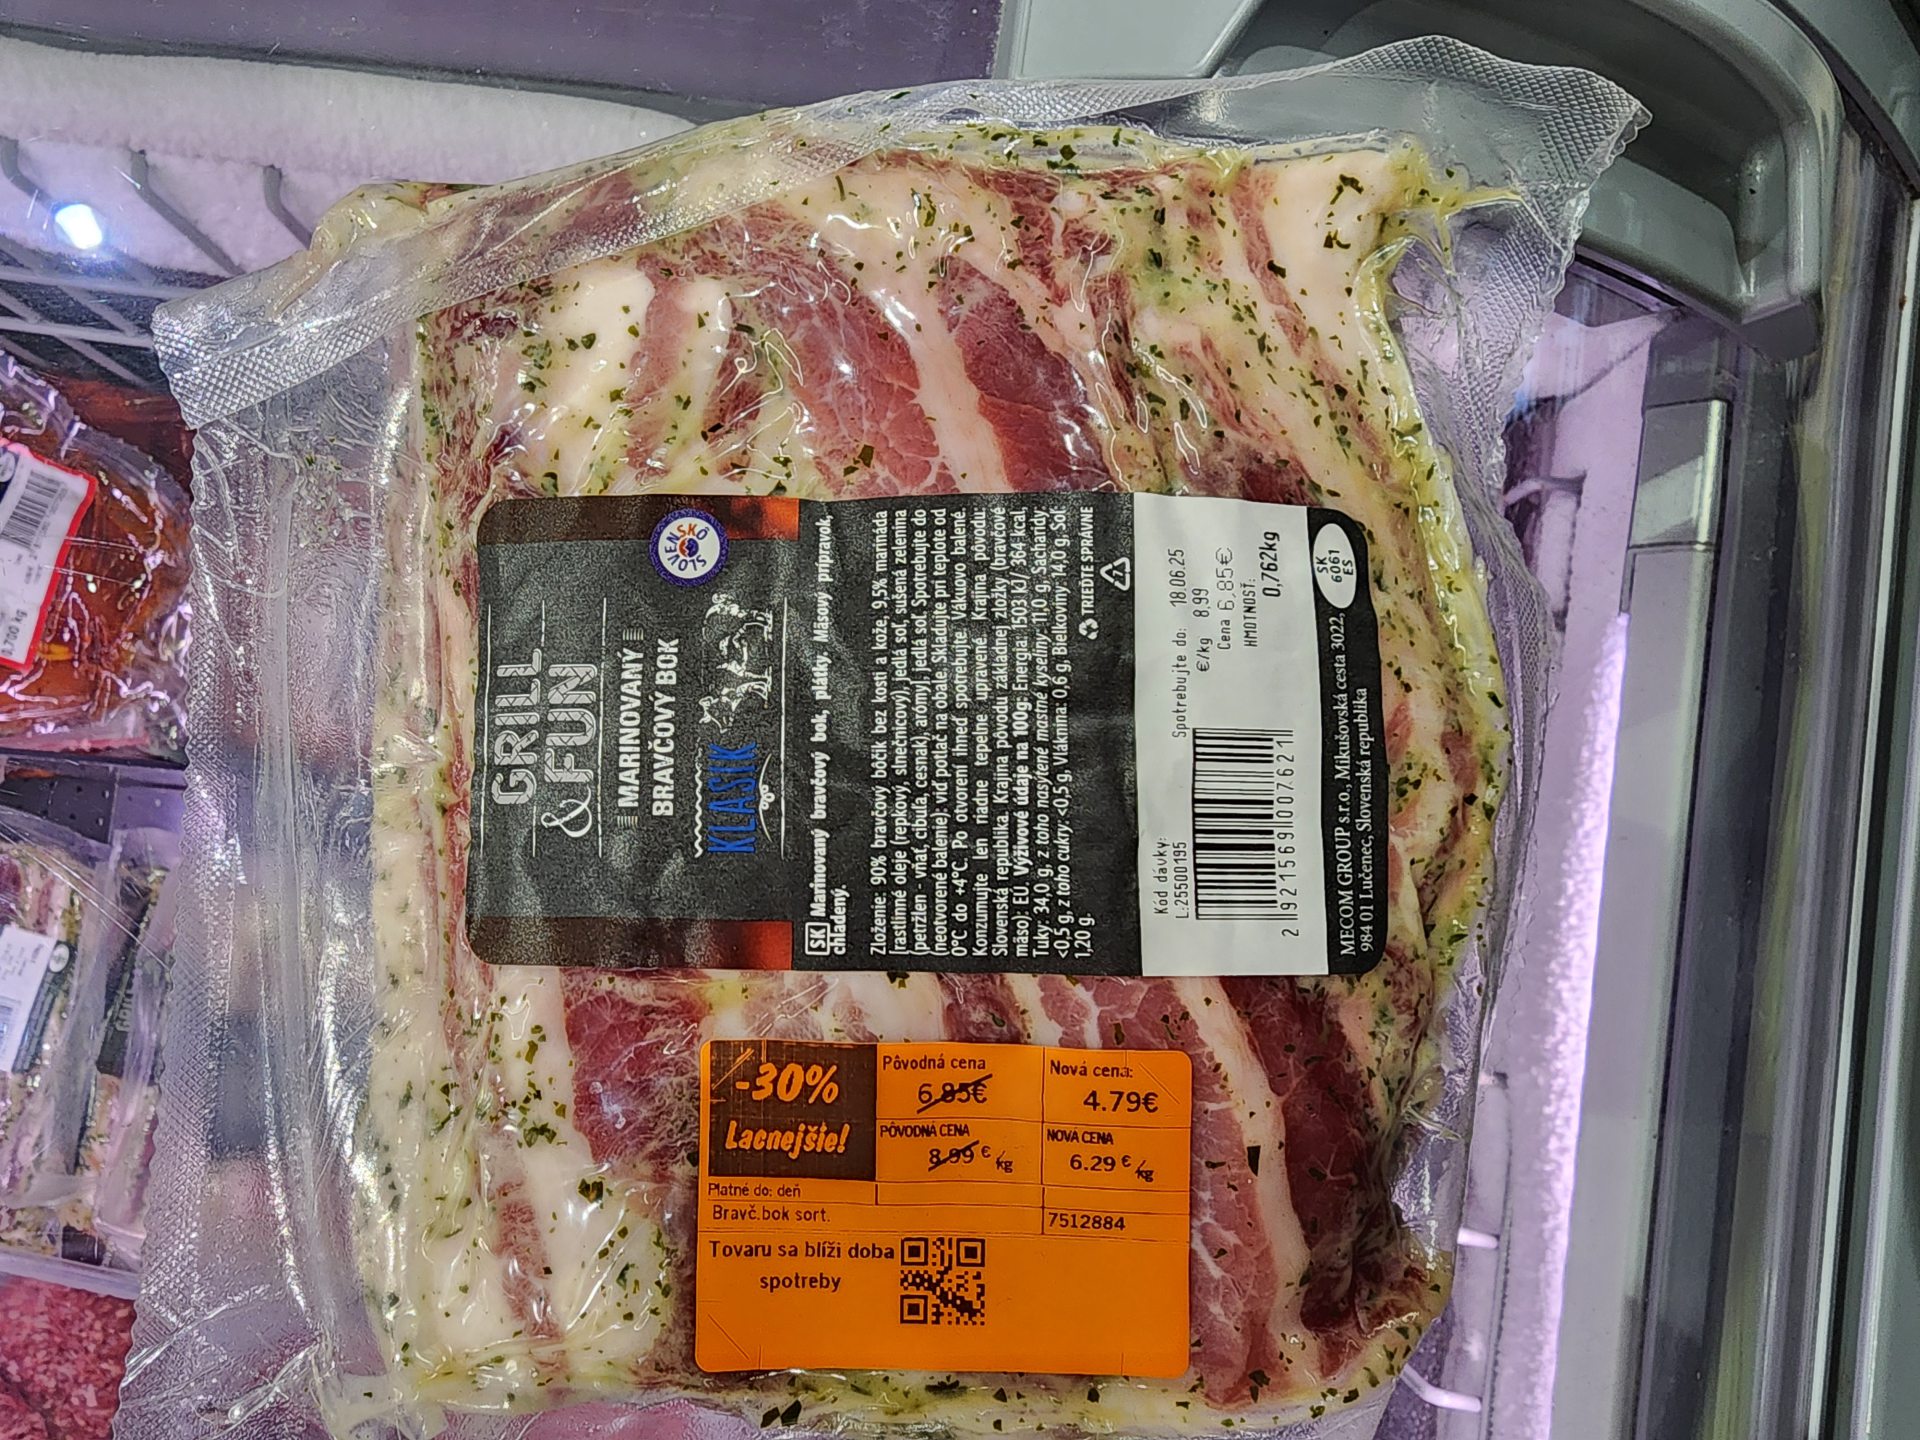 GRILL
& FUN
MARINOVANÝ
BRAVČOVÝ BOK
SLOVENSKÔ
KLASIK
SK Marinovaný bravčový bok, plátky, Mäsový prípravok,
chladený.
Zloženie: 90% bravčový bôčik bez kosti a kože, 9,5% marináda
[rastlinné oleje (repkový, slnečnicový), jedlá soľ, sušená zelenina
(petržlen - vňať, cibuľa, cesnak), arómy], jedlá soľ. Spotrebujte do
(neotvorené balenie): viď potlač na obale. Skladujte pri teplote od
0°C do +4°C. Po otvorení ihneď spotrebujte. Vákuovo balené.
Konzumujte len riadne tepelne upravené. Krajina pôvodu:
Slovenská republika. Krajina pôvodu základnej zložky (bravčové
mäso): EU. Výživové údaje na 100g: Energia: 1503 kJ / 364 kcal,
Tuky: 34,0 g, z toho nasýtené mastné kyseliny: 11,0 g, Sacharidy:
<0,5 g, z toho cukry: <0,5 g, Vláknina: 0,6 g, Bielkoviny: 14,0 g, Soľ:
1,20 g.
TRIEĎTE SPRÁVNE
Kód dávky:
L:25500195
Spotrebujte do: 18.06.25
€/kg 8,99
Cena 6,85€
HMOTNOSŤ:
0,762kg
2 921569 007621
MECOM GROUP s.r.o., Mikušovská cesta 3022,
984 01 Lučenec, Slovenská republika
SK
6061
ES
-30%
Lacnejšie!
Pôvodná cena
6.85€
Nová cena:
4.79€
PÔVODNÁ CENA
8.99 € kg
NOVÁ CENA
6.29 € kg
Platné do: deň
Bravč.bok sort.
7512884
Tovaru sa blíži doba
spotreby
0,700 kg